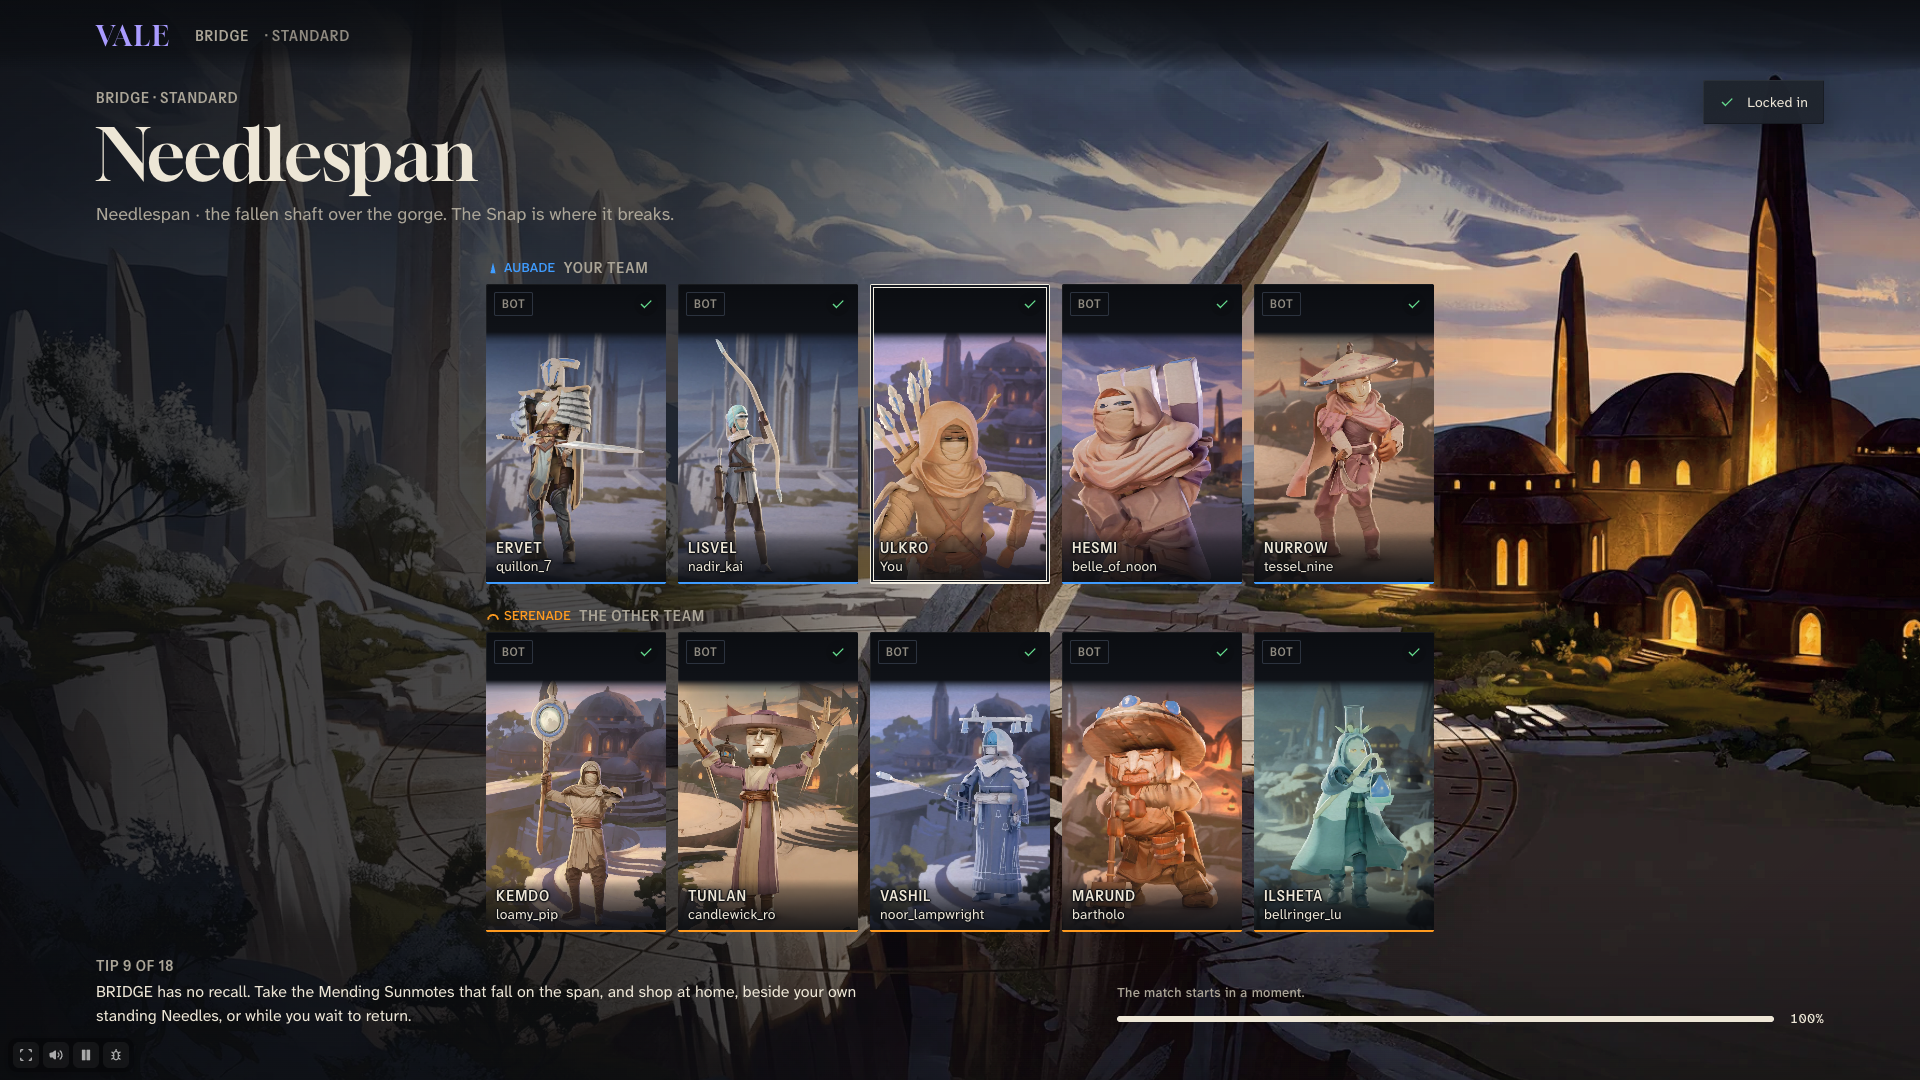 VALE BRIDGE · STANDARD
BRIDGE · STANDARD
Locked in
Needlespan
Needlespan · the fallen shaft over the gorge. The Snap is where it breaks.
AUBADE YOUR TEAM
BOT BOT BOT BOT
ERVET LISVEL ULKRO HESMI NURROW
quillon_7 nadir_kai You belle_of_noon tessel_nine
SERENADE THE OTHER TEAM
BOT BOT BOT BOT BOT
KEMDO TUNLAN VASHIL MARUND ILSHETA
loamy_pip candlewick_ro noor_lampwright bartholo bellringer_lu
TIP 9 OF 18
BRIDGE has no recall. Take the Mending Sunmotes that fall on the span, and shop at home, beside your own
standing Needles, or while you wait to return.
The match starts in a moment.
100%